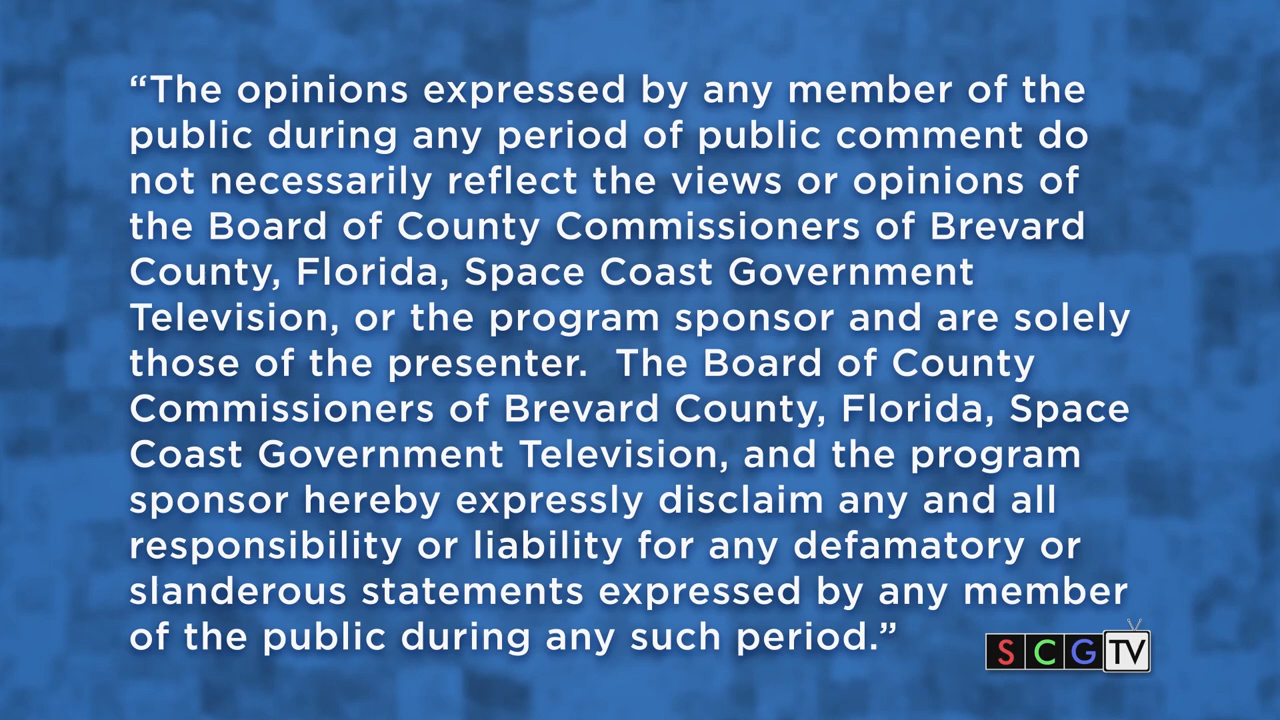 “The opinions expressed by any member of the
public during any period of public comment do
not necessarily reflect the views or opinions of
the Board of County Commissioners of Brevard
County, Florida, Space Coast Government
Television, or the program sponsor and are solely
those of the presenter.  The Board of County
Commissioners of Brevard County, Florida, Space
Coast Government Television, and the program
sponsor hereby expressly disclaim any and all
responsibility or liability for any defamatory or
slanderous statements expressed by any member
of the public during any such period.”
SCGTV